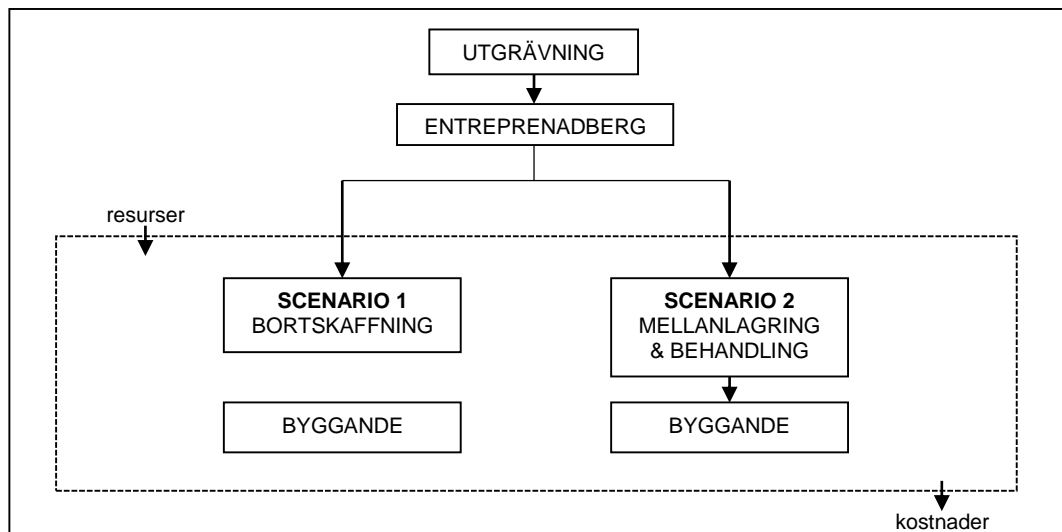 UTGRÄVNING
ENTREPRENADBERG
resurser
SCENARIO 1
BORTSKAFFNING
SCENARIO 2
MELLANLAGRING
& BEHANDLING
BYGGANDE
BYGGANDE
kostnader